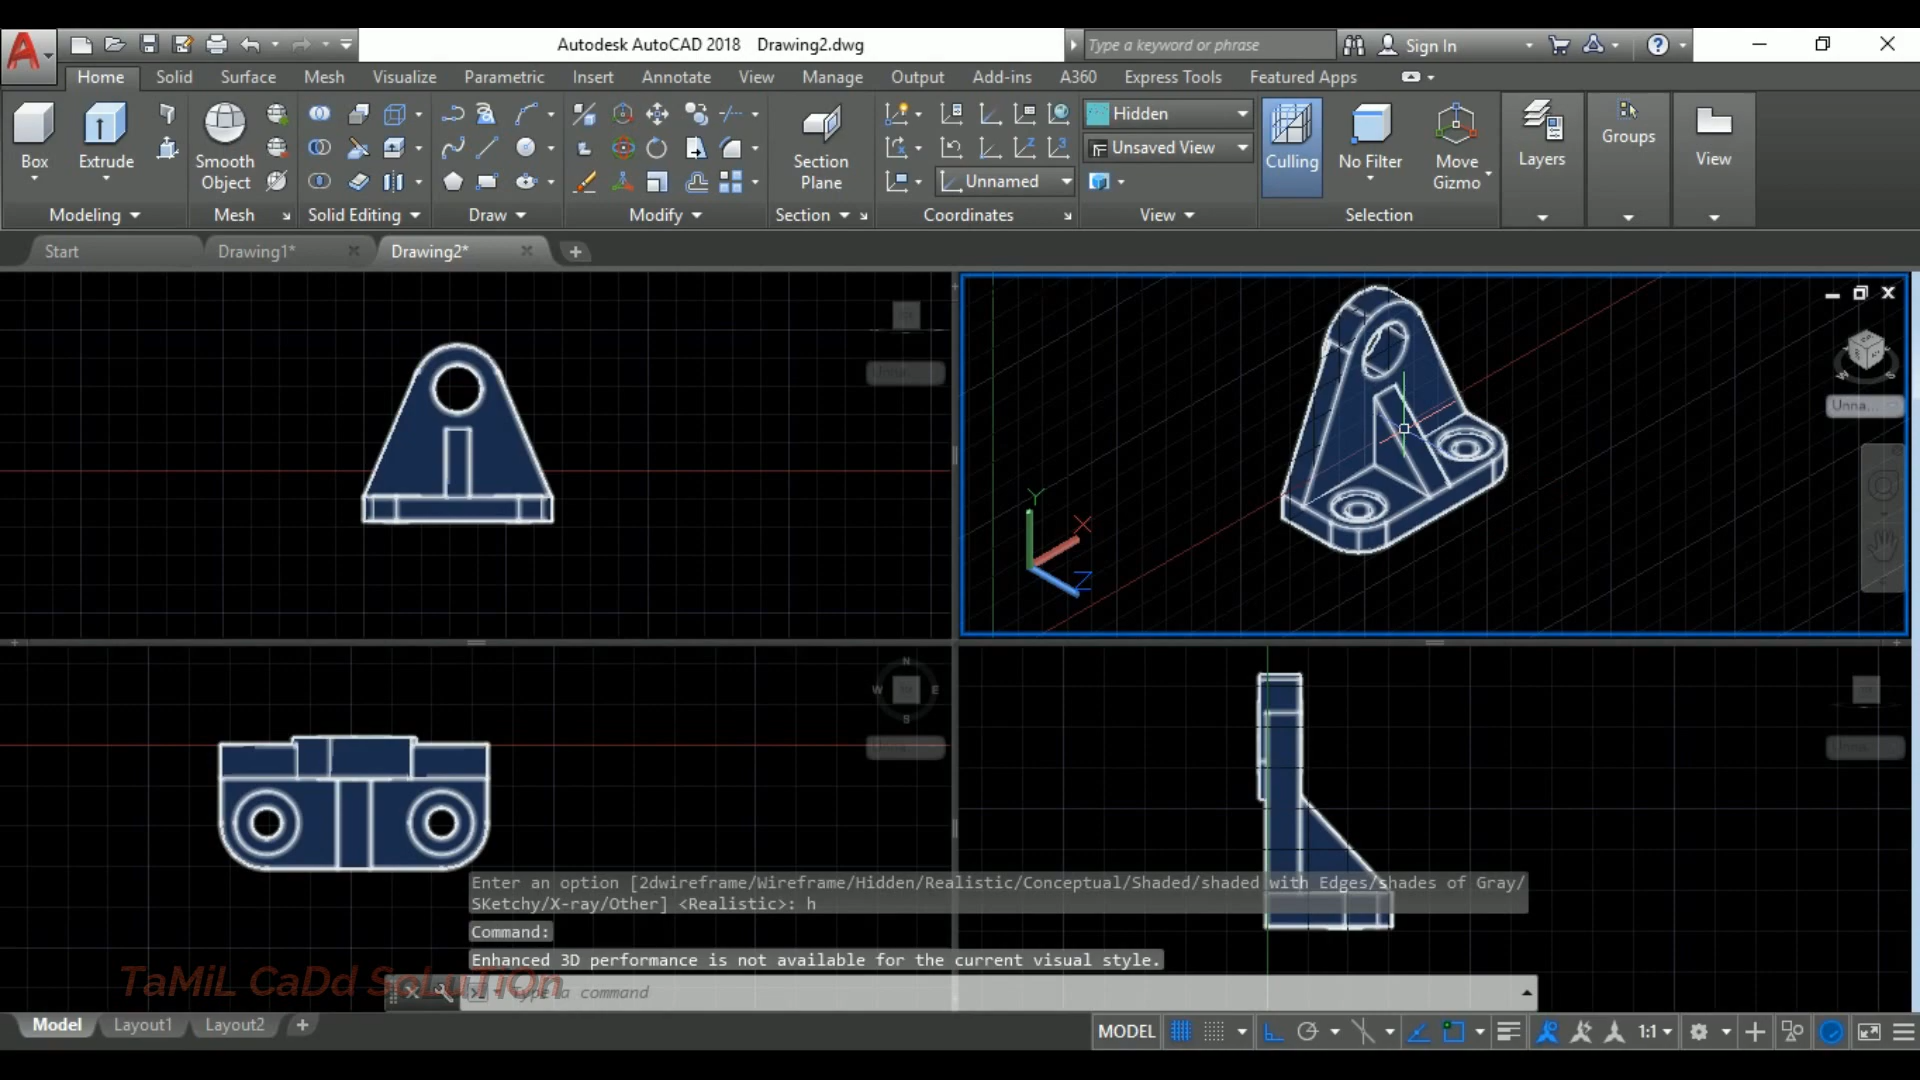 Autodesk AutoCAD 2018 Drawing2.dwg
Type a keyword or phrase
Sign In
Home Solid Surface Mesh Visualize Parametric Insert Annotate View Manage Output Add-ins A360 Express Tools Featured Apps
Box
Extrude
Smooth
Object
Section
Plane
Hidden
Unsaved View
Unnamed
Culling
No Filter
Move
Gizmo
Layers
Groups
View
Modeling Mesh Solid Editing Draw Modify Section Coordinates View Selection
Start Drawing1* Drawing2*
Unna...
Y
X
Z
N
W E
S
Enter an option [2dwireframe/Wireframe/Hidden/Realistic/Conceptual/Shaded/shaded with Edges/shades of Gray/
SKetchy/X-ray/Other] <Realistic>: h
Command:
Enhanced 3D performance is not available for the current visual style.
TaMiL CaDd SoLuTiOn
Type a command
Model Layout1 Layout2
MODEL
1:1